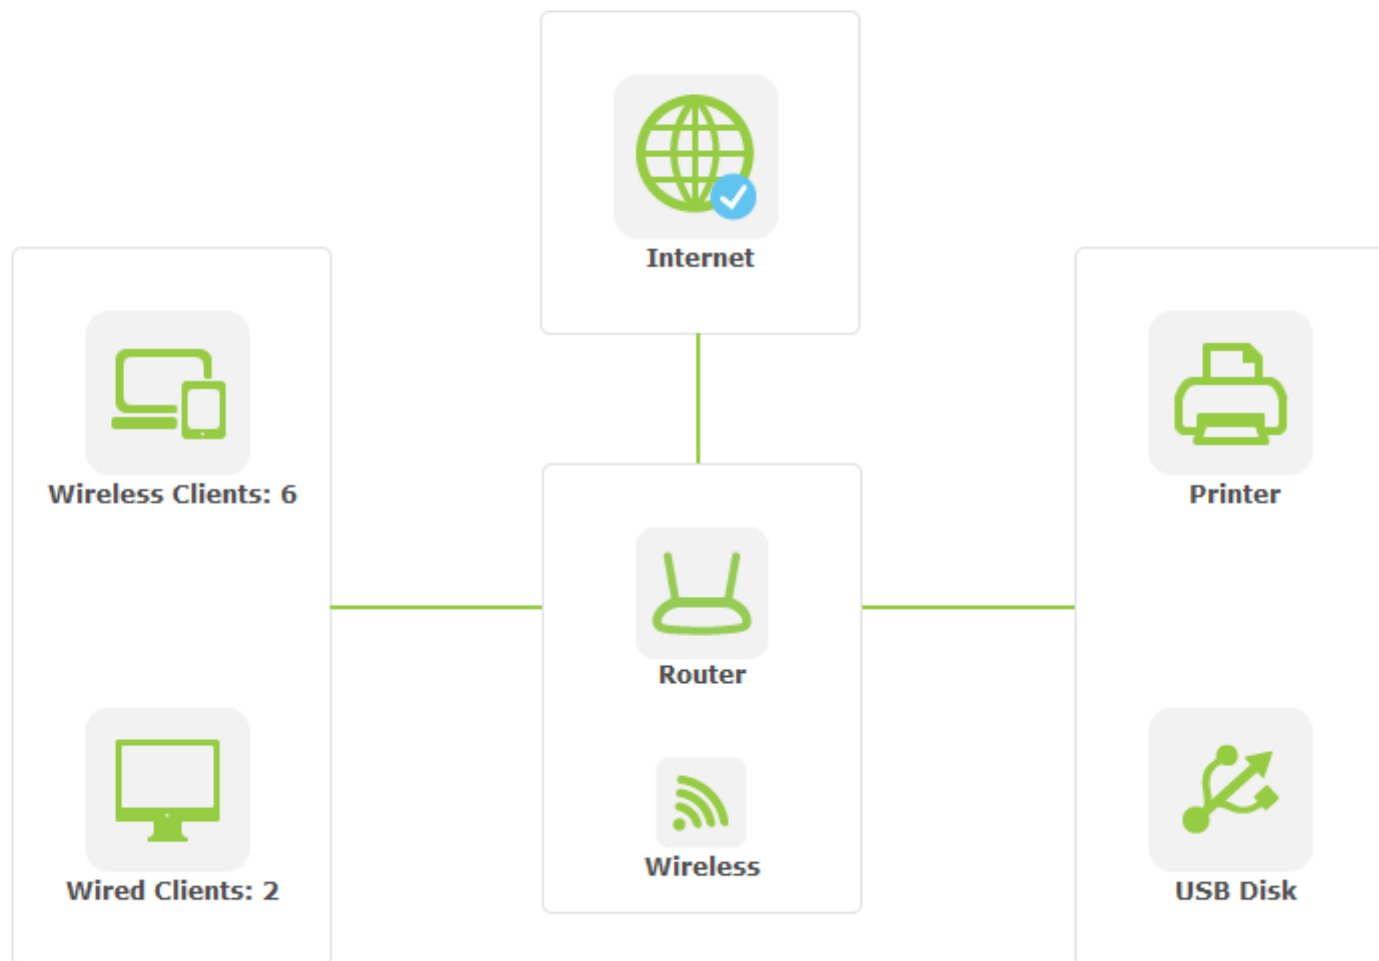 Internet
Wireless Clients: 6
Printer
Router
Wireless
Wired Clients: 2
USB Disk